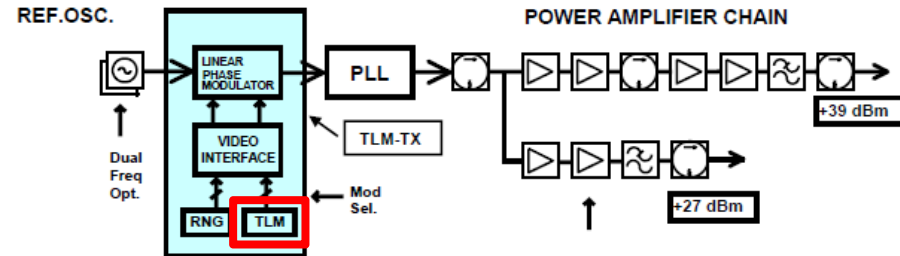 REF.OSC.
POWER AMPLIFIER CHAIN
LINEAR
PHASE
MODULATOR
PLL
+39 dBm
TLM-TX
VIDEO
INTERFACE
Dual
Freq
Opt.
Mod
Sel.
RNG
TLM
+27 dBm